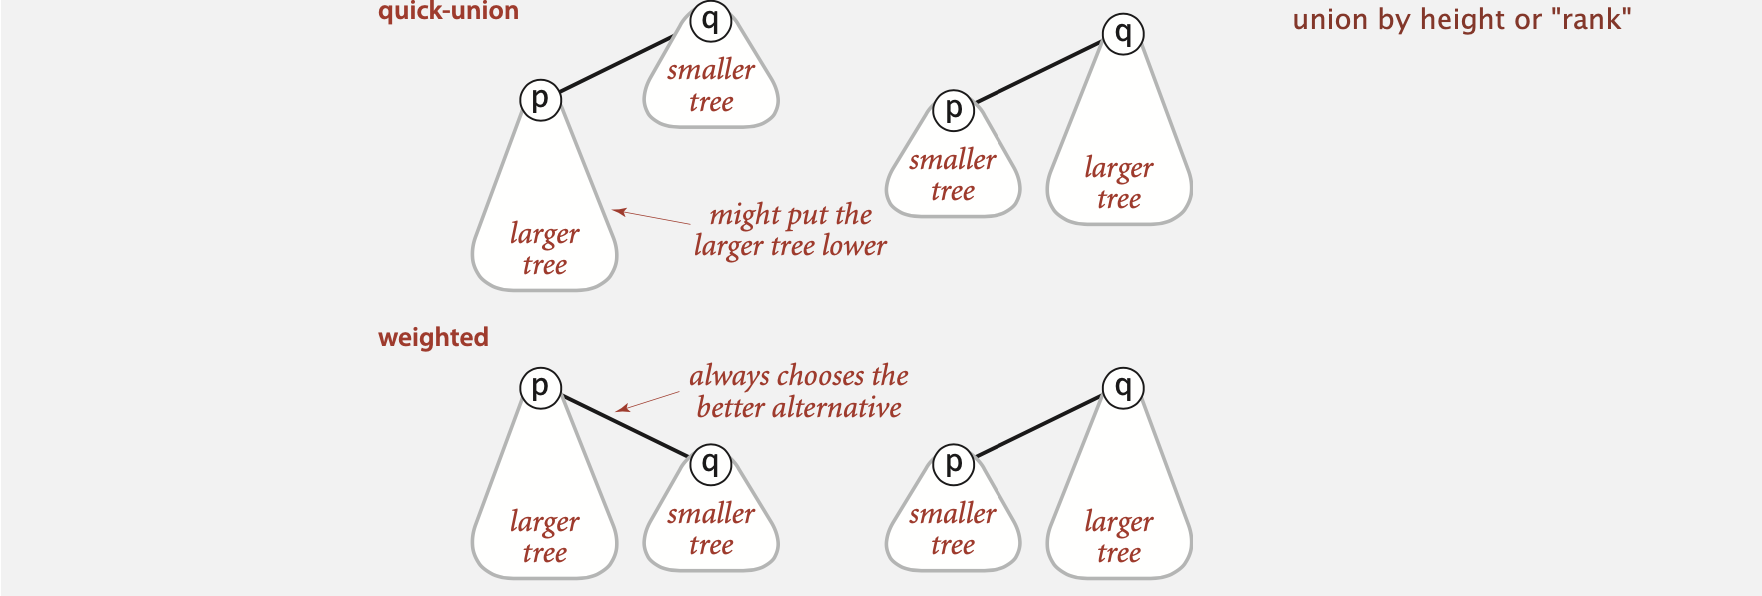 quick-union
union by height or "rank"
q
smaller
tree
p
larger
tree
might put the
larger tree lower
q
p
smaller
tree
larger
tree
weighted
p
always chooses the
better alternative
q
larger
tree
smaller
tree
q
p
smaller
tree
larger
tree